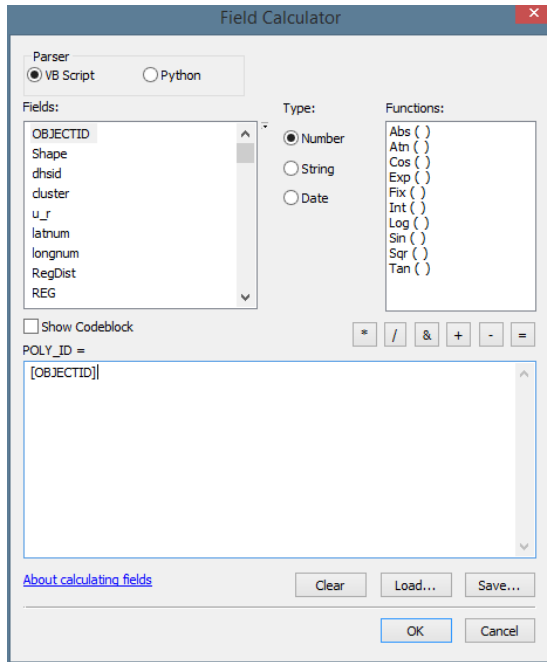 Field Calculator
Parser
VB Script Python
Fields:
OBJECTID
Shape
dhsid
cluster
u_r
latnum
longnum
RegDist
REG
Type:
Number
String
Date
Functions:
Abs ( )
Atn ( )
Cos ( )
Exp ( )
Fix ( )
Int ( )
Log ( )
Sin ( )
Sqr ( )
Tan ( )
Show Codeblock
* / & + - =
POLY_ID =
[OBJECTID]
About calculating fields
Clear Load... Save...
OK Cancel